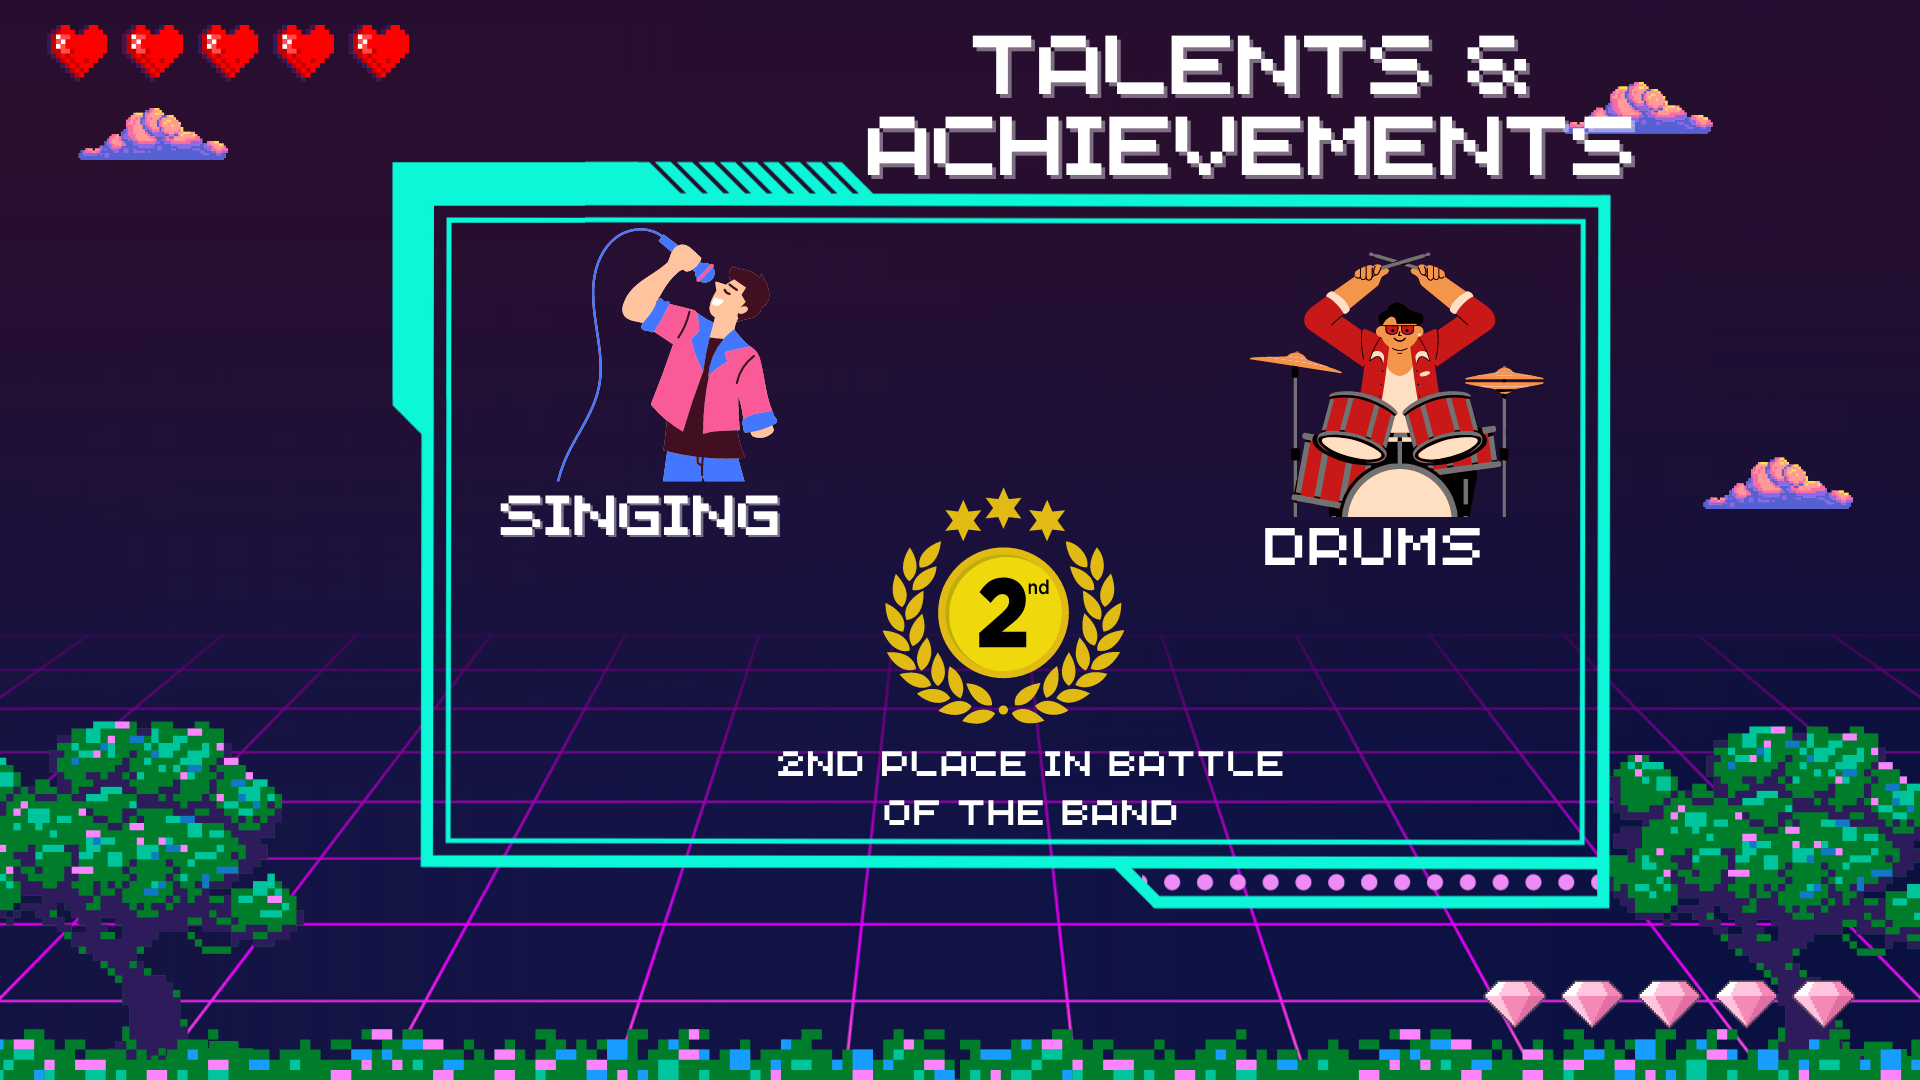 TALENTS &
ACHIEVEMENTS
SINGING
DRUMS
2nd
2ND PLACE IN BATTLE
OF THE BAND